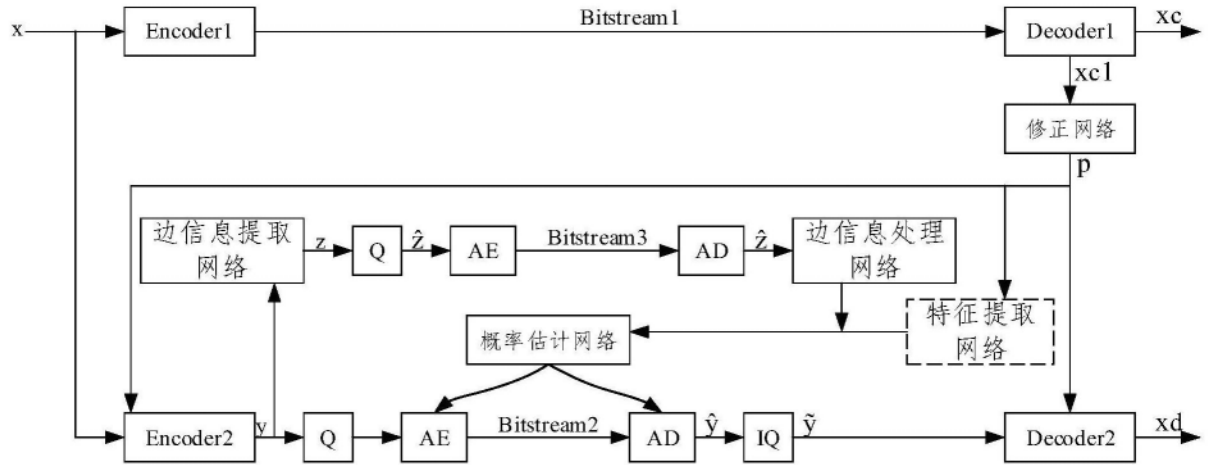 x
Encoder1
Bitstream1
Decoder1
xc
xc1
修正网络
p
边信息提取
网络
z
Q
ẑ
AE
Bitstream3
AD
ẑ
边信息处理
网络
特征提取
网络
概率估计网络
Encoder2
y
Q
AE
Bitstream2
AD
ŷ
IQ
ỹ
Decoder2
xd